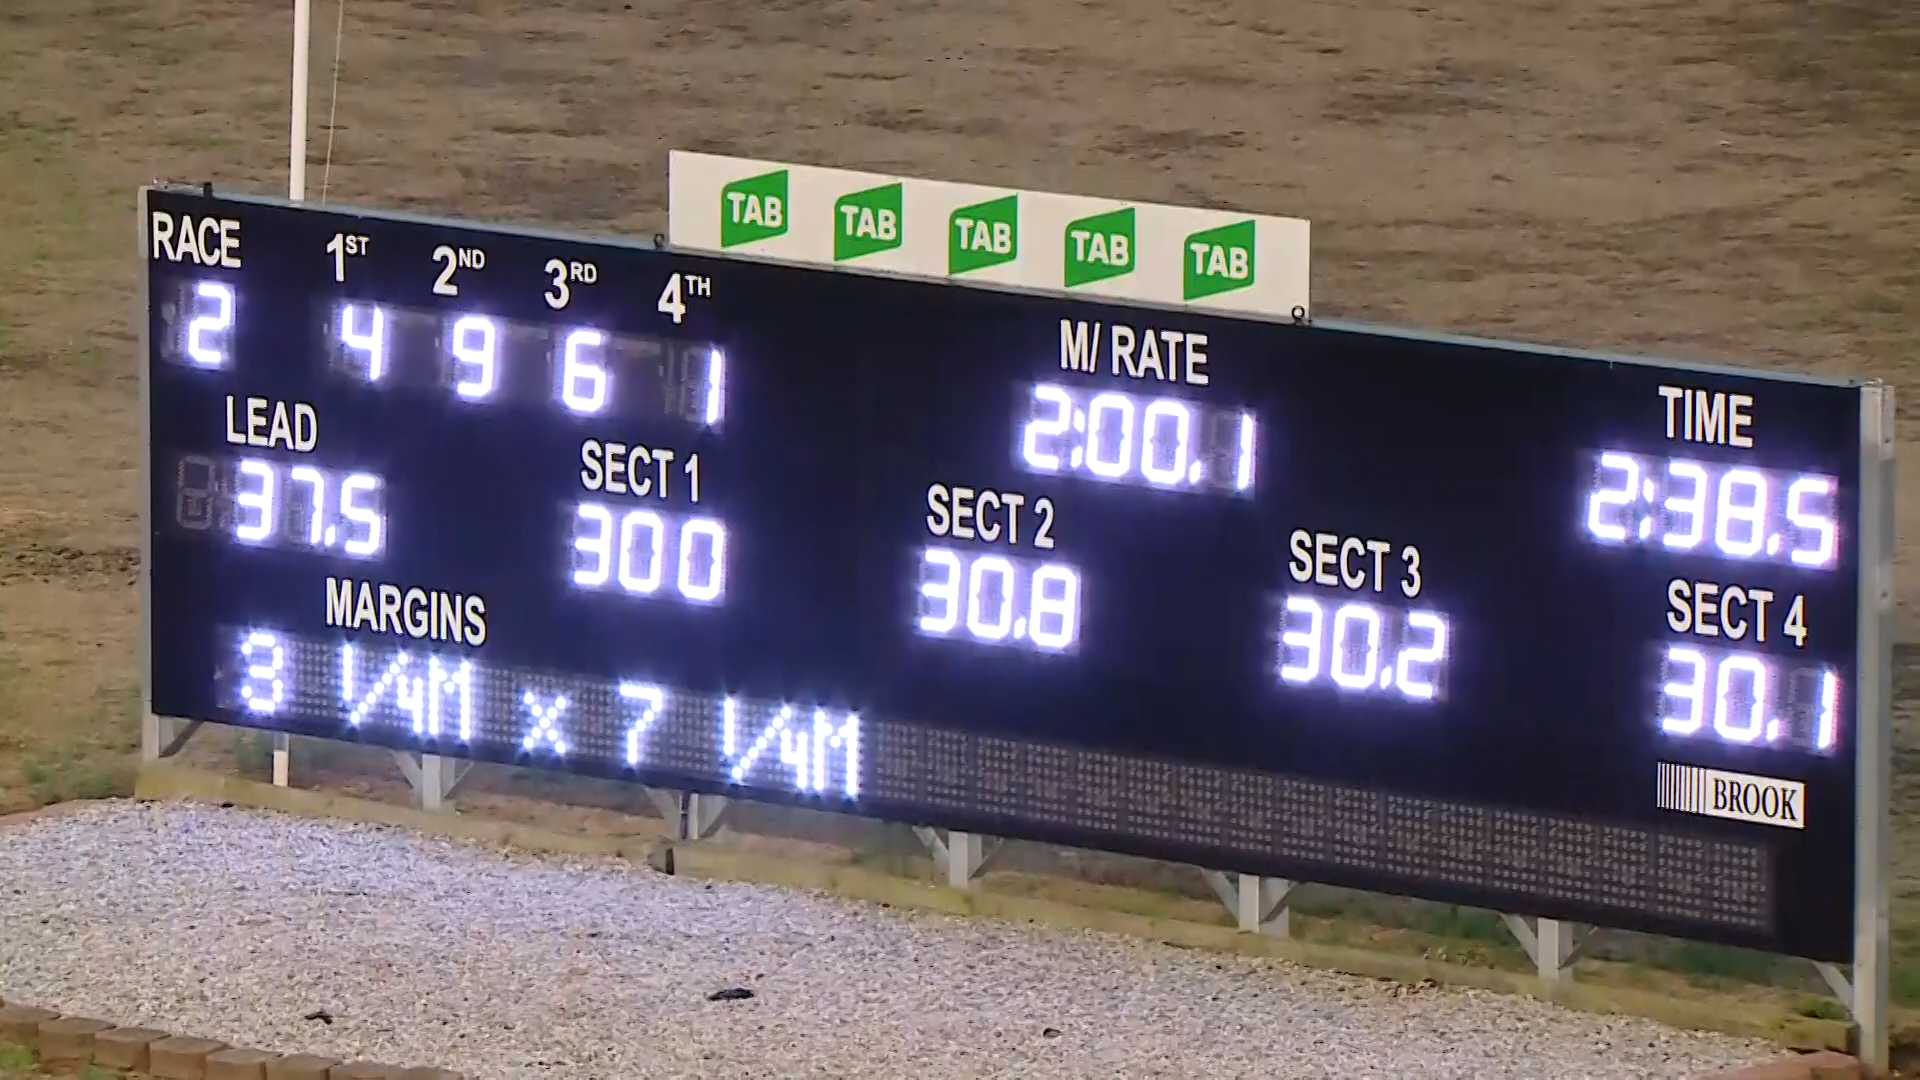 TAB TAB TAB TAB TAB
RACE 1ST 2ND 3RD 4TH
2 4 9 6 1
M/ RATE
2:00.1
TIME
2:38.5
LEAD
37.5
SECT 1
300
SECT 2
30.8
SECT 3
30.2
SECT 4
30.1
MARGINS
3 1/4M x 7 1/4M
BROOK